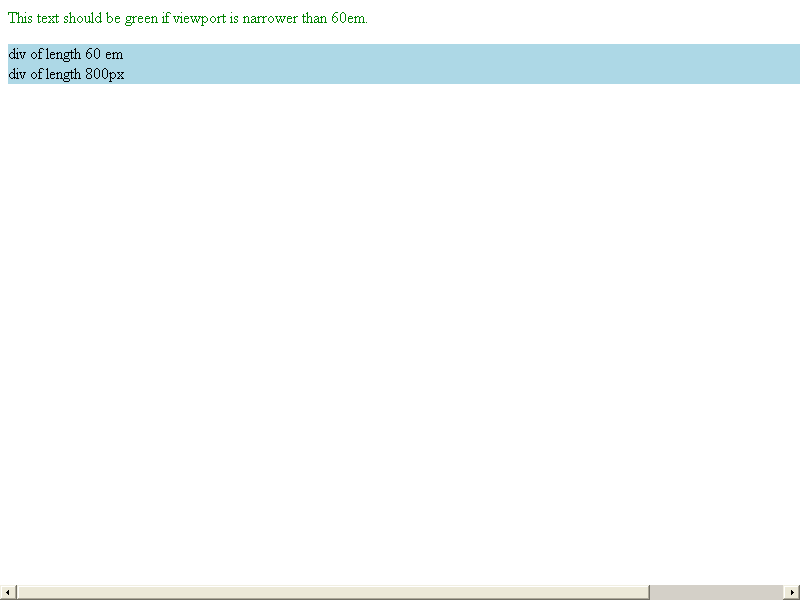 This text should be green if viewport is narrower than 60em.
div of length 60 em
div of length 800px